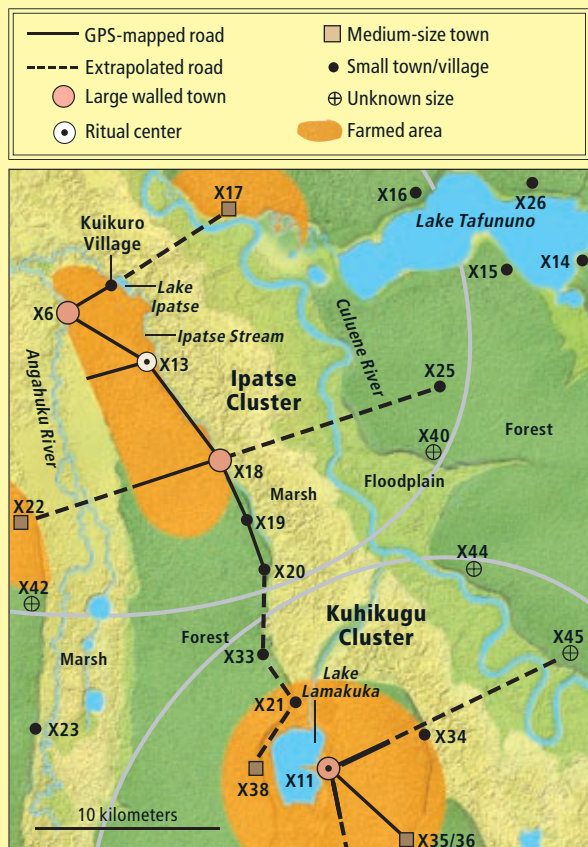 GPS-mapped road
Extrapolated road
Large walled town
Ritual center
Medium-size town
Small town/village
Unknown size
Farmed area
X17
X16
X26
Lake Tafununo
Kuikuro
Village
Lake
Ipatse
X15
X14
X6
Ipatse Stream
X13
Culuene River
Angahuku River
Ipatse
Cluster
X25
X40
Forest
X18
Floodplain
X22
Marsh
X19
X42
X20
X44
Kuhikugu
Cluster
X45
Forest
Marsh
X33
Lake
Lamakuka
X21
X23
X34
X11
X38
10 kilometers
X35/36